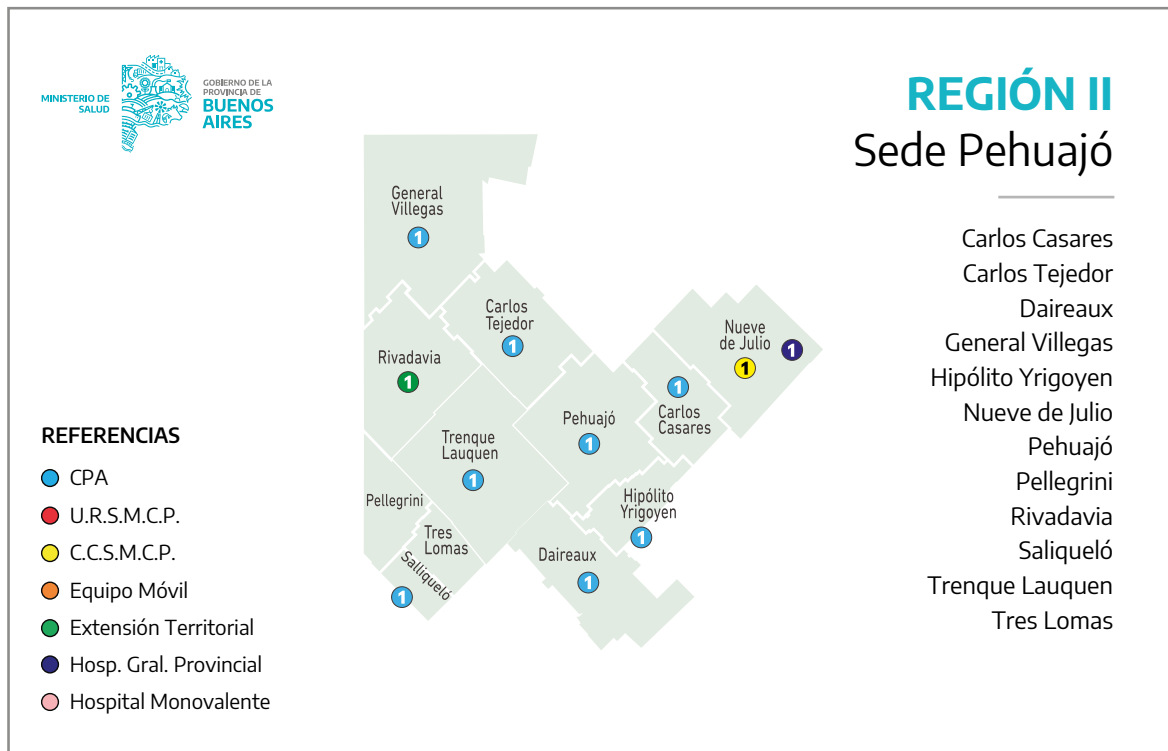 MINISTERIO DE
SALUD
GOBIERNO DE LA
PROVINCIA DE
BUENOS
AIRES
REGIÓN II
Sede Pehuajó
Carlos Casares
Carlos Tejedor
Daireaux
General Villegas
Hipólito Yrigoyen
Nueve de Julio
Pehuajó
Pellegrini
Rivadavia
Saliqueló
Trenque Lauquen
Tres Lomas
General
Villegas
1
Carlos
Tejedor
1
Nueve
de Julio
1
1
Rivadavia
1
1
Carlos
Casares
Pehuajó
1
Trenque
Lauquen
1
Pellegrini
Hipólito
Yrigoyen
1
Tres
Lomas
Salliqueló
1
Daireaux
1
REFERENCIAS
CPA
U.R.S.M.C.P.
C.C.S.M.C.P.
Equipo Móvil
Extensión Territorial
Hosp. Gral. Provincial
Hospital Monovalente